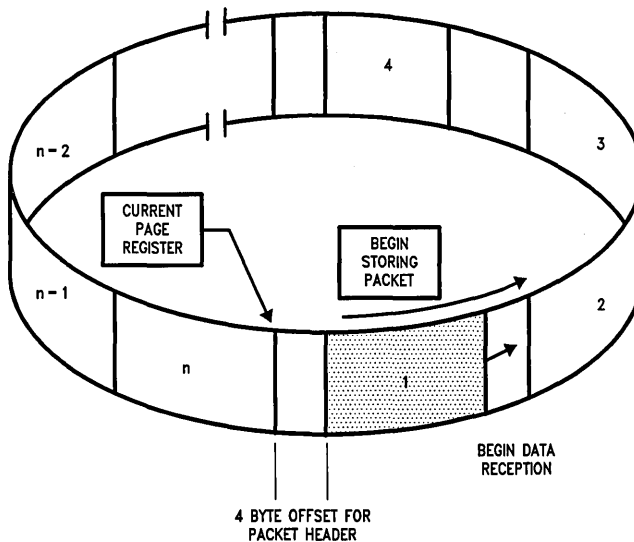 4
n-2
3
CURRENT
PAGE
REGISTER
BEGIN
STORING
PACKET
n-1
2
n
1
BEGIN DATA
RECEPTION
4 BYTE OFFSET FOR
PACKET HEADER